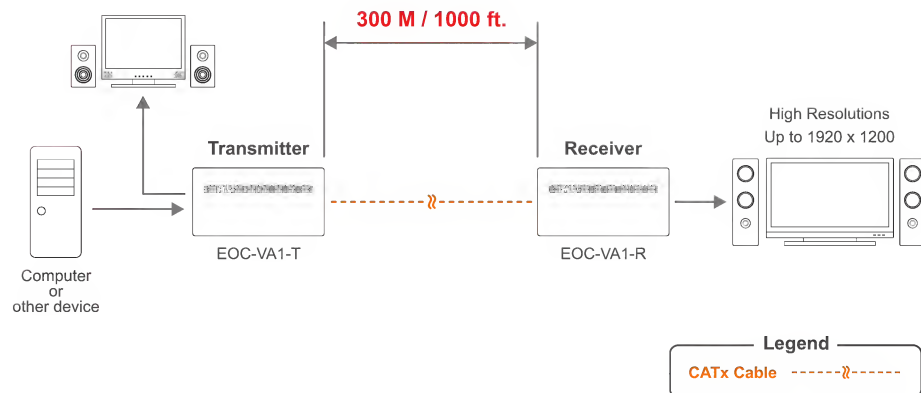 300 M / 1000 ft.
High Resolutions
Up to 1920 x 1200
Transmitter
Receiver
EOC-VA1-T
EOC-VA1-R
Computer
or
other device
Legend
CATx Cable